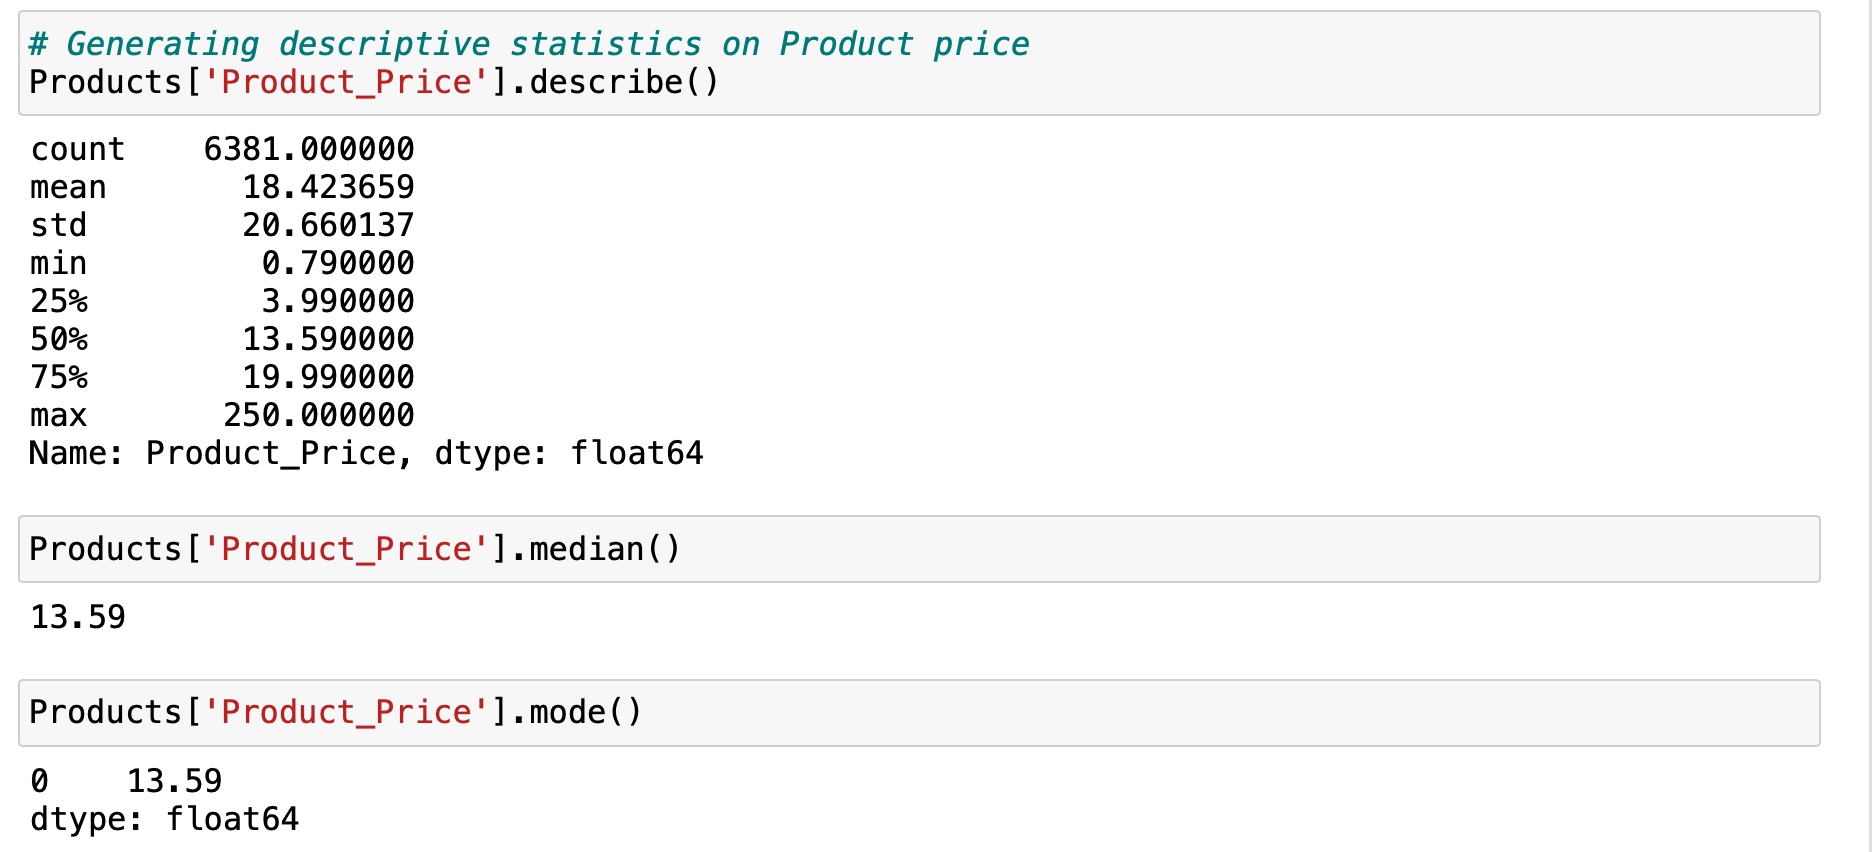 # Generating descriptive statistics on Product price
Products['Product_Price'].describe()
count    6381.000000
mean       18.423659
std        20.660137
min         0.790000
25%         3.990000
50%        13.590000
75%        19.990000
max       250.000000
Name: Product_Price, dtype: float64
Products['Product_Price'].median()
13.59
Products['Product_Price'].mode()
0    13.59
dtype: float64